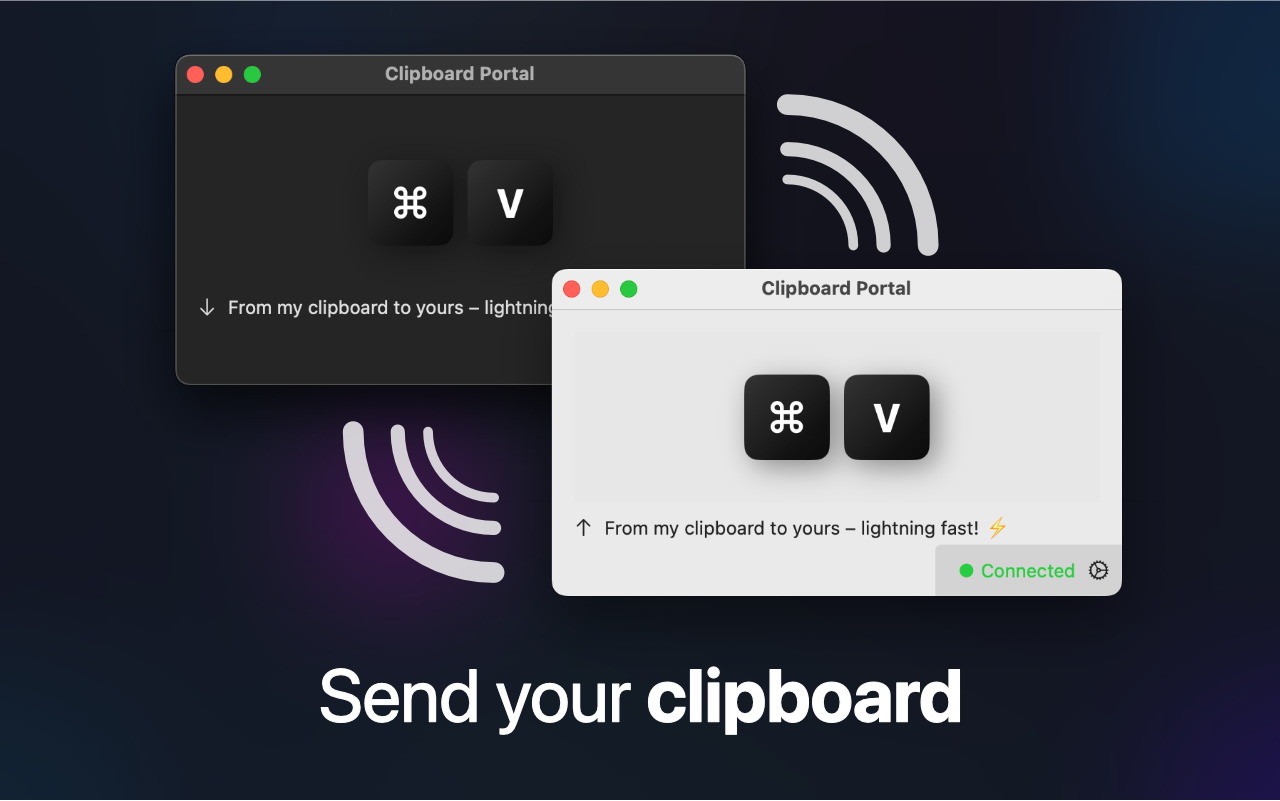 Clipboard Portal
⌘ V
↓ From my clipboard to yours – lightning
Clipboard Portal
⌘ V
↑ From my clipboard to yours – lightning fast! ⚡
Connected
Send your clipboard